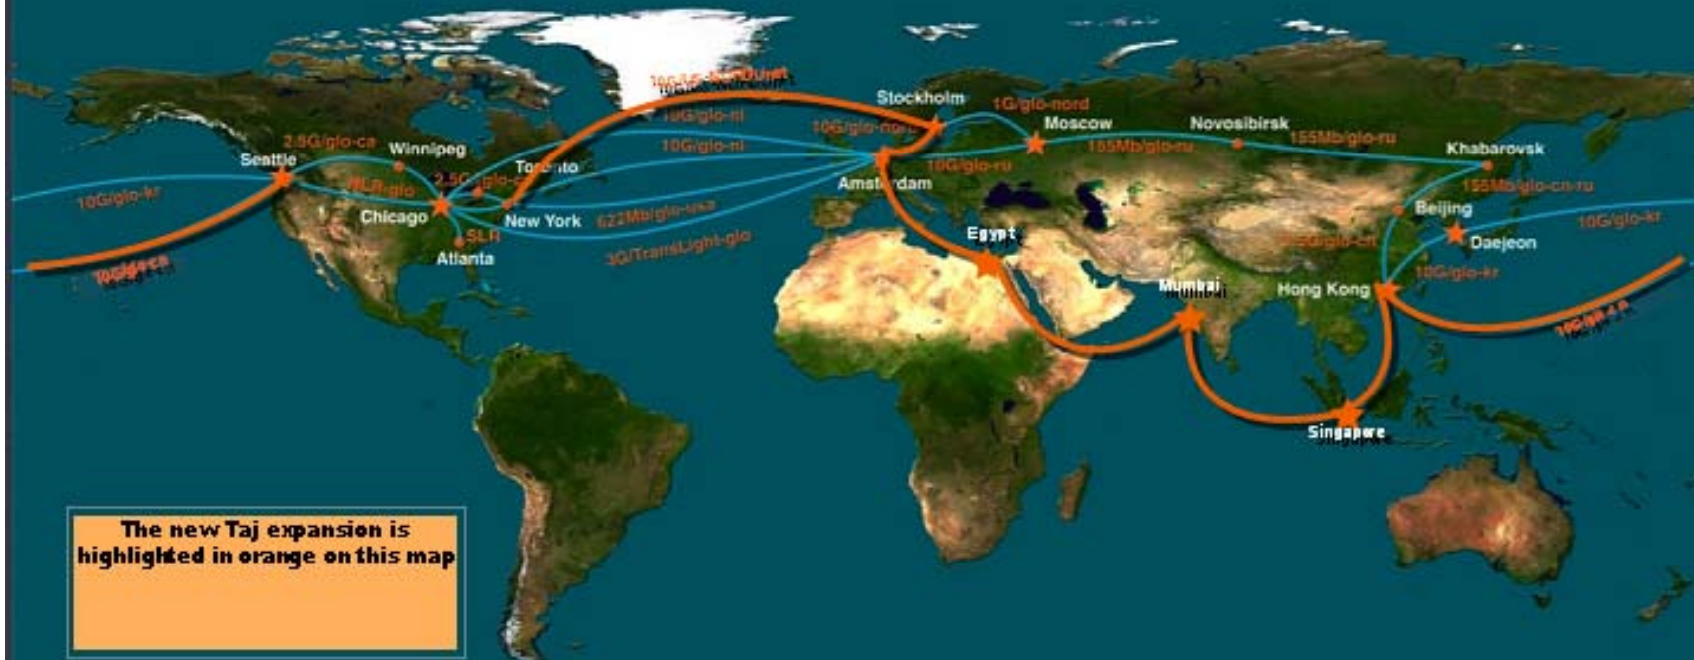 Stockholm
1G/glo-nord
10G/glo-nl
10G/glo-nord
Moscow
Novosibirsk
155Mb/glo-ru
2.5G/glo-ca
Winnipeg
10G/glo-nl
155Mb/glo-ru
Khabarovsk
Seattle
Toronto
10G/glo-ru
10G/glo-kr
NLR-glo
Amsterdam
155Mb/glo-cn-ru
Chicago
New York
622Mb/glo-usa
Beijing
10G/glo-kr
SLR
Egypt
Daejeon
Atlanta
3G/TransLight-glo
10G/glo-kr
Mumbai
Hong Kong
Singapore
The new Taj expansion is
highlighted in orange on this map